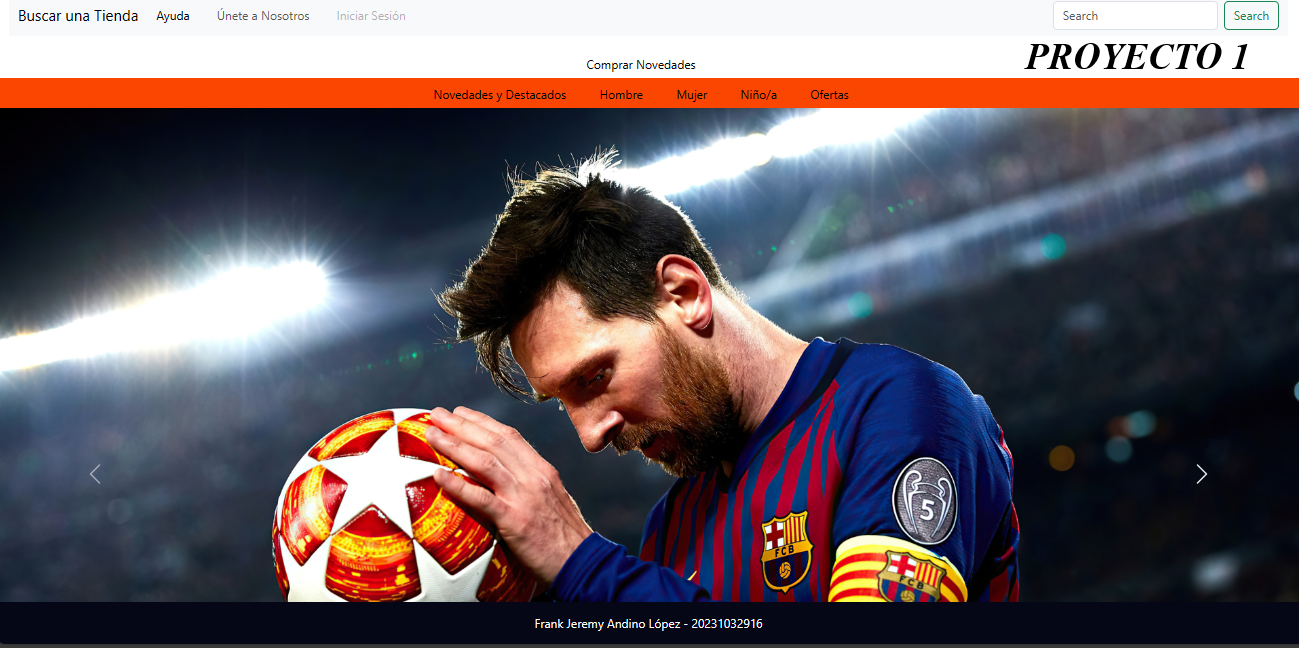 Buscar una Tienda Ayuda Únete a Nosotros Iniciar Sesión Search Search
PROYECTO 1
Comprar Novedades
Novedades y Destacados Hombre Mujer Niño/a Ofertas
5
FCB
FCB
Frank Jeremy Andino López - 20231032916